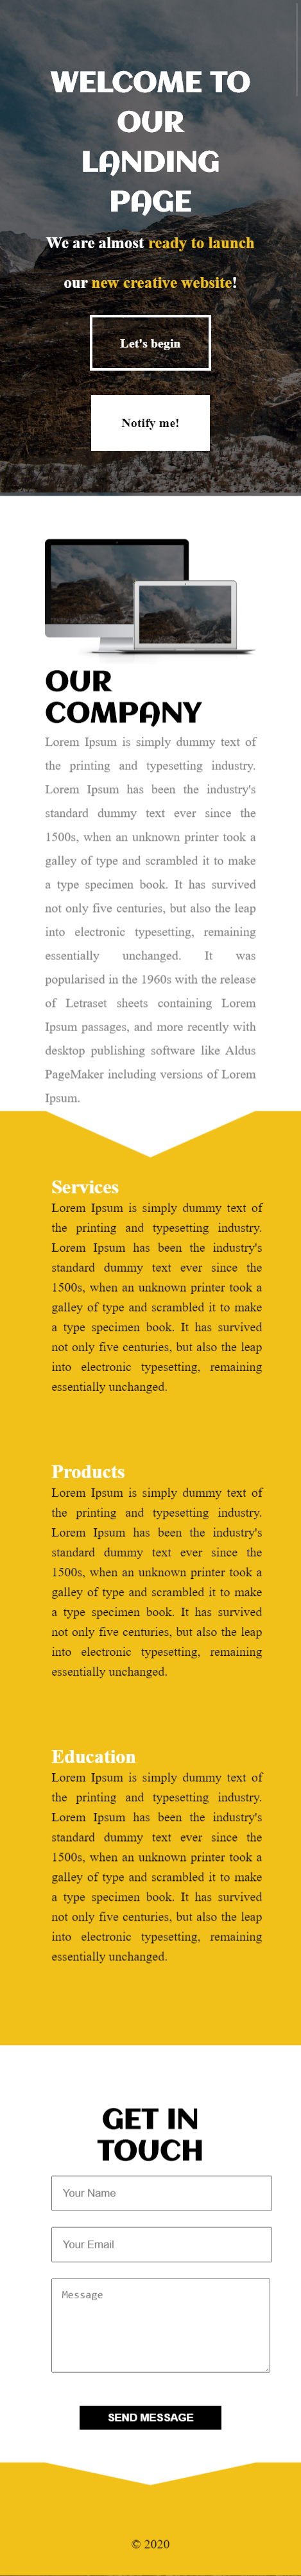 WELCOME TO
OUR
LANDING
PAGE
We are almost ready to launch
our new creative website!
Let's begin
Notify me!
OUR
COMPANY
Lorem Ipsum is simply dummy text of
the printing and typesetting industry.
Lorem Ipsum has been the industry's
standard dummy text ever since the
1500s, when an unknown printer took a
galley of type and scrambled it to make
a type specimen book. It has survived
not only five centuries, but also the leap
into electronic typesetting, remaining
essentially unchanged. It was
popularised in the 1960s with the release
of Letraset sheets containing Lorem
Ipsum passages, and more recently with
desktop publishing software like Aldus
PageMaker including versions of Lorem
Ipsum.
Services
Lorem Ipsum is simply dummy text of
the printing and typesetting industry.
Lorem Ipsum has been the industry's
standard dummy text ever since the
1500s, when an unknown printer took a
galley of type and scrambled it to make
a type specimen book. It has survived
not only five centuries, but also the leap
into electronic typesetting, remaining
essentially unchanged.
Products
Lorem Ipsum is simply dummy text of
the printing and typesetting industry.
Lorem Ipsum has been the industry's
standard dummy text ever since the
1500s, when an unknown printer took a
galley of type and scrambled it to make
a type specimen book. It has survived
not only five centuries, but also the leap
into electronic typesetting, remaining
essentially unchanged.
Education
Lorem Ipsum is simply dummy text of
the printing and typesetting industry.
Lorem Ipsum has been the industry's
standard dummy text ever since the
1500s, when an unknown printer took a
galley of type and scrambled it to make
a type specimen book. It has survived
not only five centuries, but also the leap
into electronic typesetting, remaining
essentially unchanged.
GET IN
TOUCH
Your Name
Your Email
Message
SEND MESSAGE
© 2020